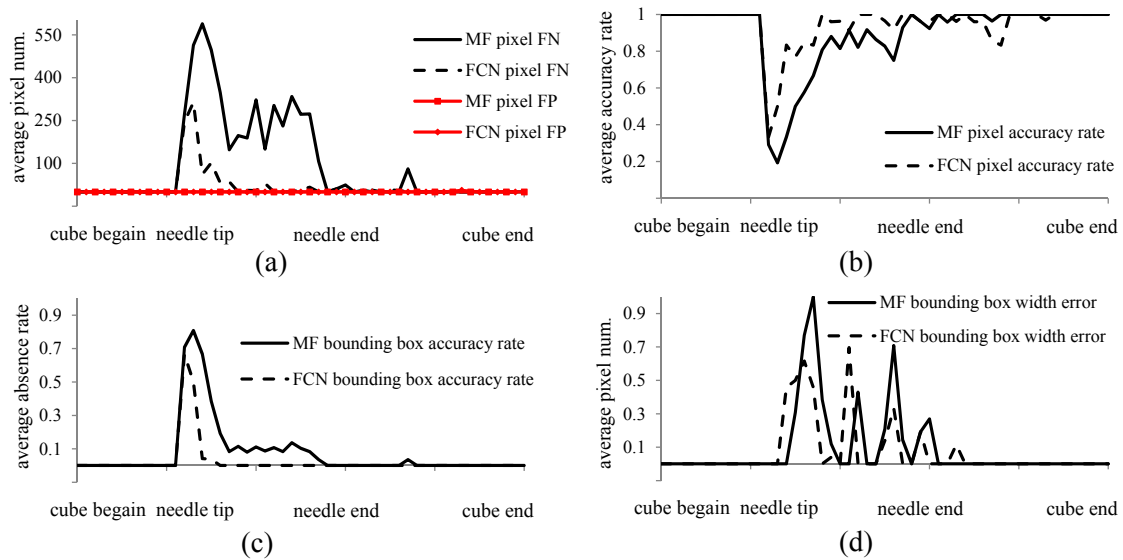 average pixel num.
550
400
250
100
MF pixel FN
FCN pixel FN
MF pixel FP
FCN pixel FP
cube begain needle tip needle end cube end
(a)
average accuracy rate
1
0.8
0.6
0.4
0.2
MF pixel accuracy rate
FCN pixel accuracy rate
cube begain needle tip needle end cube end
(b)
average absence rate
0.9
0.7
0.5
0.3
0.1
MF bounding box accuracy rate
FCN bounding box accuracy rate
cube begain needle tip needle end cube end
(c)
average pixel num.
0.9
0.7
0.5
0.3
0.1
MF bounding box width error
FCN bounding box width error
cube begain needle tip needle end cube end
(d)